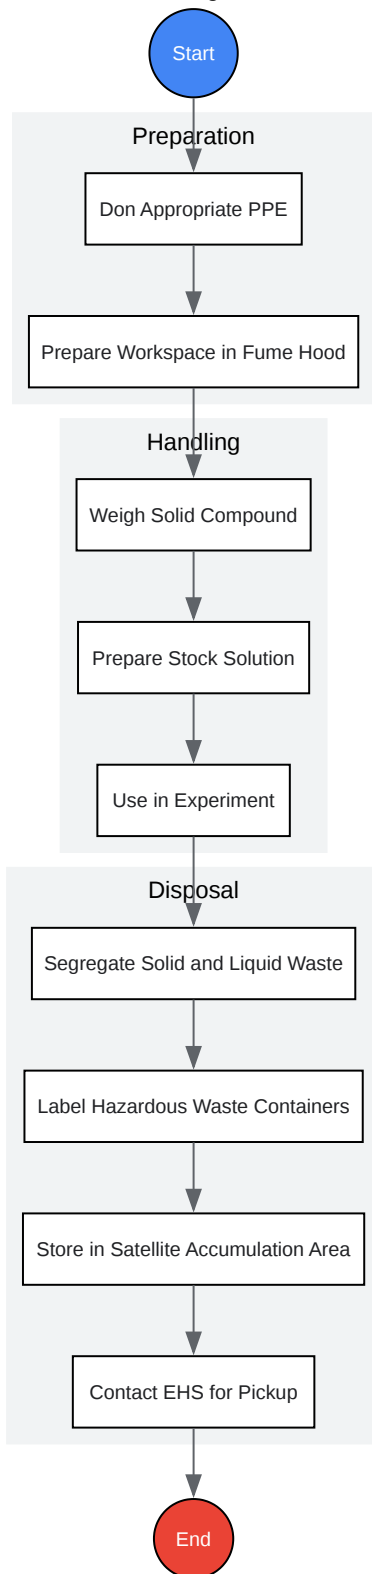 Start
Preparation
Don Appropriate PPE
Prepare Workspace in Fume Hood
Handling
Weigh Solid Compound
Prepare Stock Solution
Use in Experiment
Disposal
Segregate Solid and Liquid Waste
Label Hazardous Waste Containers
Store in Satellite Accumulation Area
Contact EHS for Pickup
End